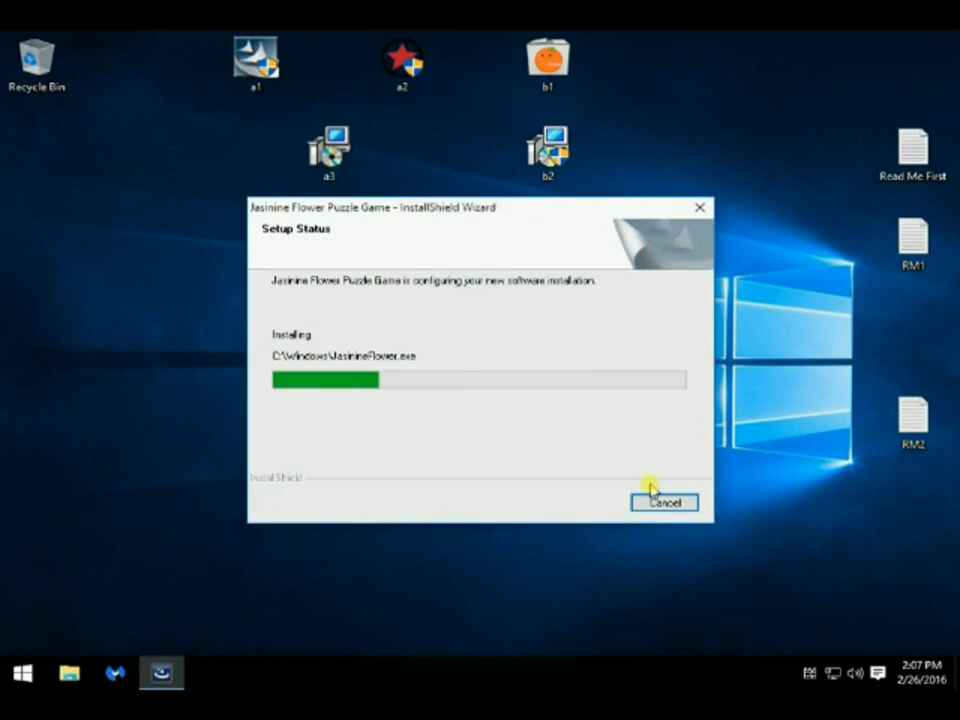 Recycle Bin
a1
a2
b1
a3
b2
Read Me First
RM1
RM2
Jasinine Flower Puzzle Game - InstallShield Wizard
Setup Status
Jasinine Flower Puzzle Game is configuring your new software installation.
Installing
C:\Windows\JasinineFlower.exe
InstallShield
Cancel
2:07 PM
2/26/2016